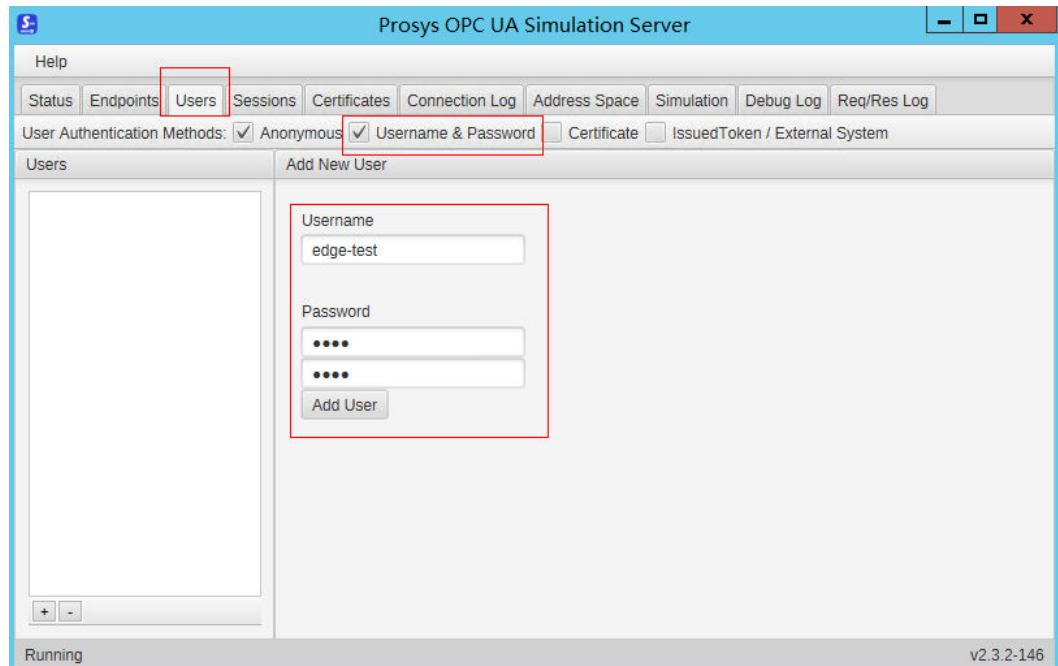 Prosys OPC UA Simulation Server
Help
Status Endpoints Users Sessions Certificates Connection Log Address Space Simulation Debug Log Req/Res Log
User Authentication Methods: Anonymous Username & Password Certificate IssuedToken / External System
Users Add New User
Username
edge-test
Password
••••
••••
Add User
+ -
Running v2.3.2-146